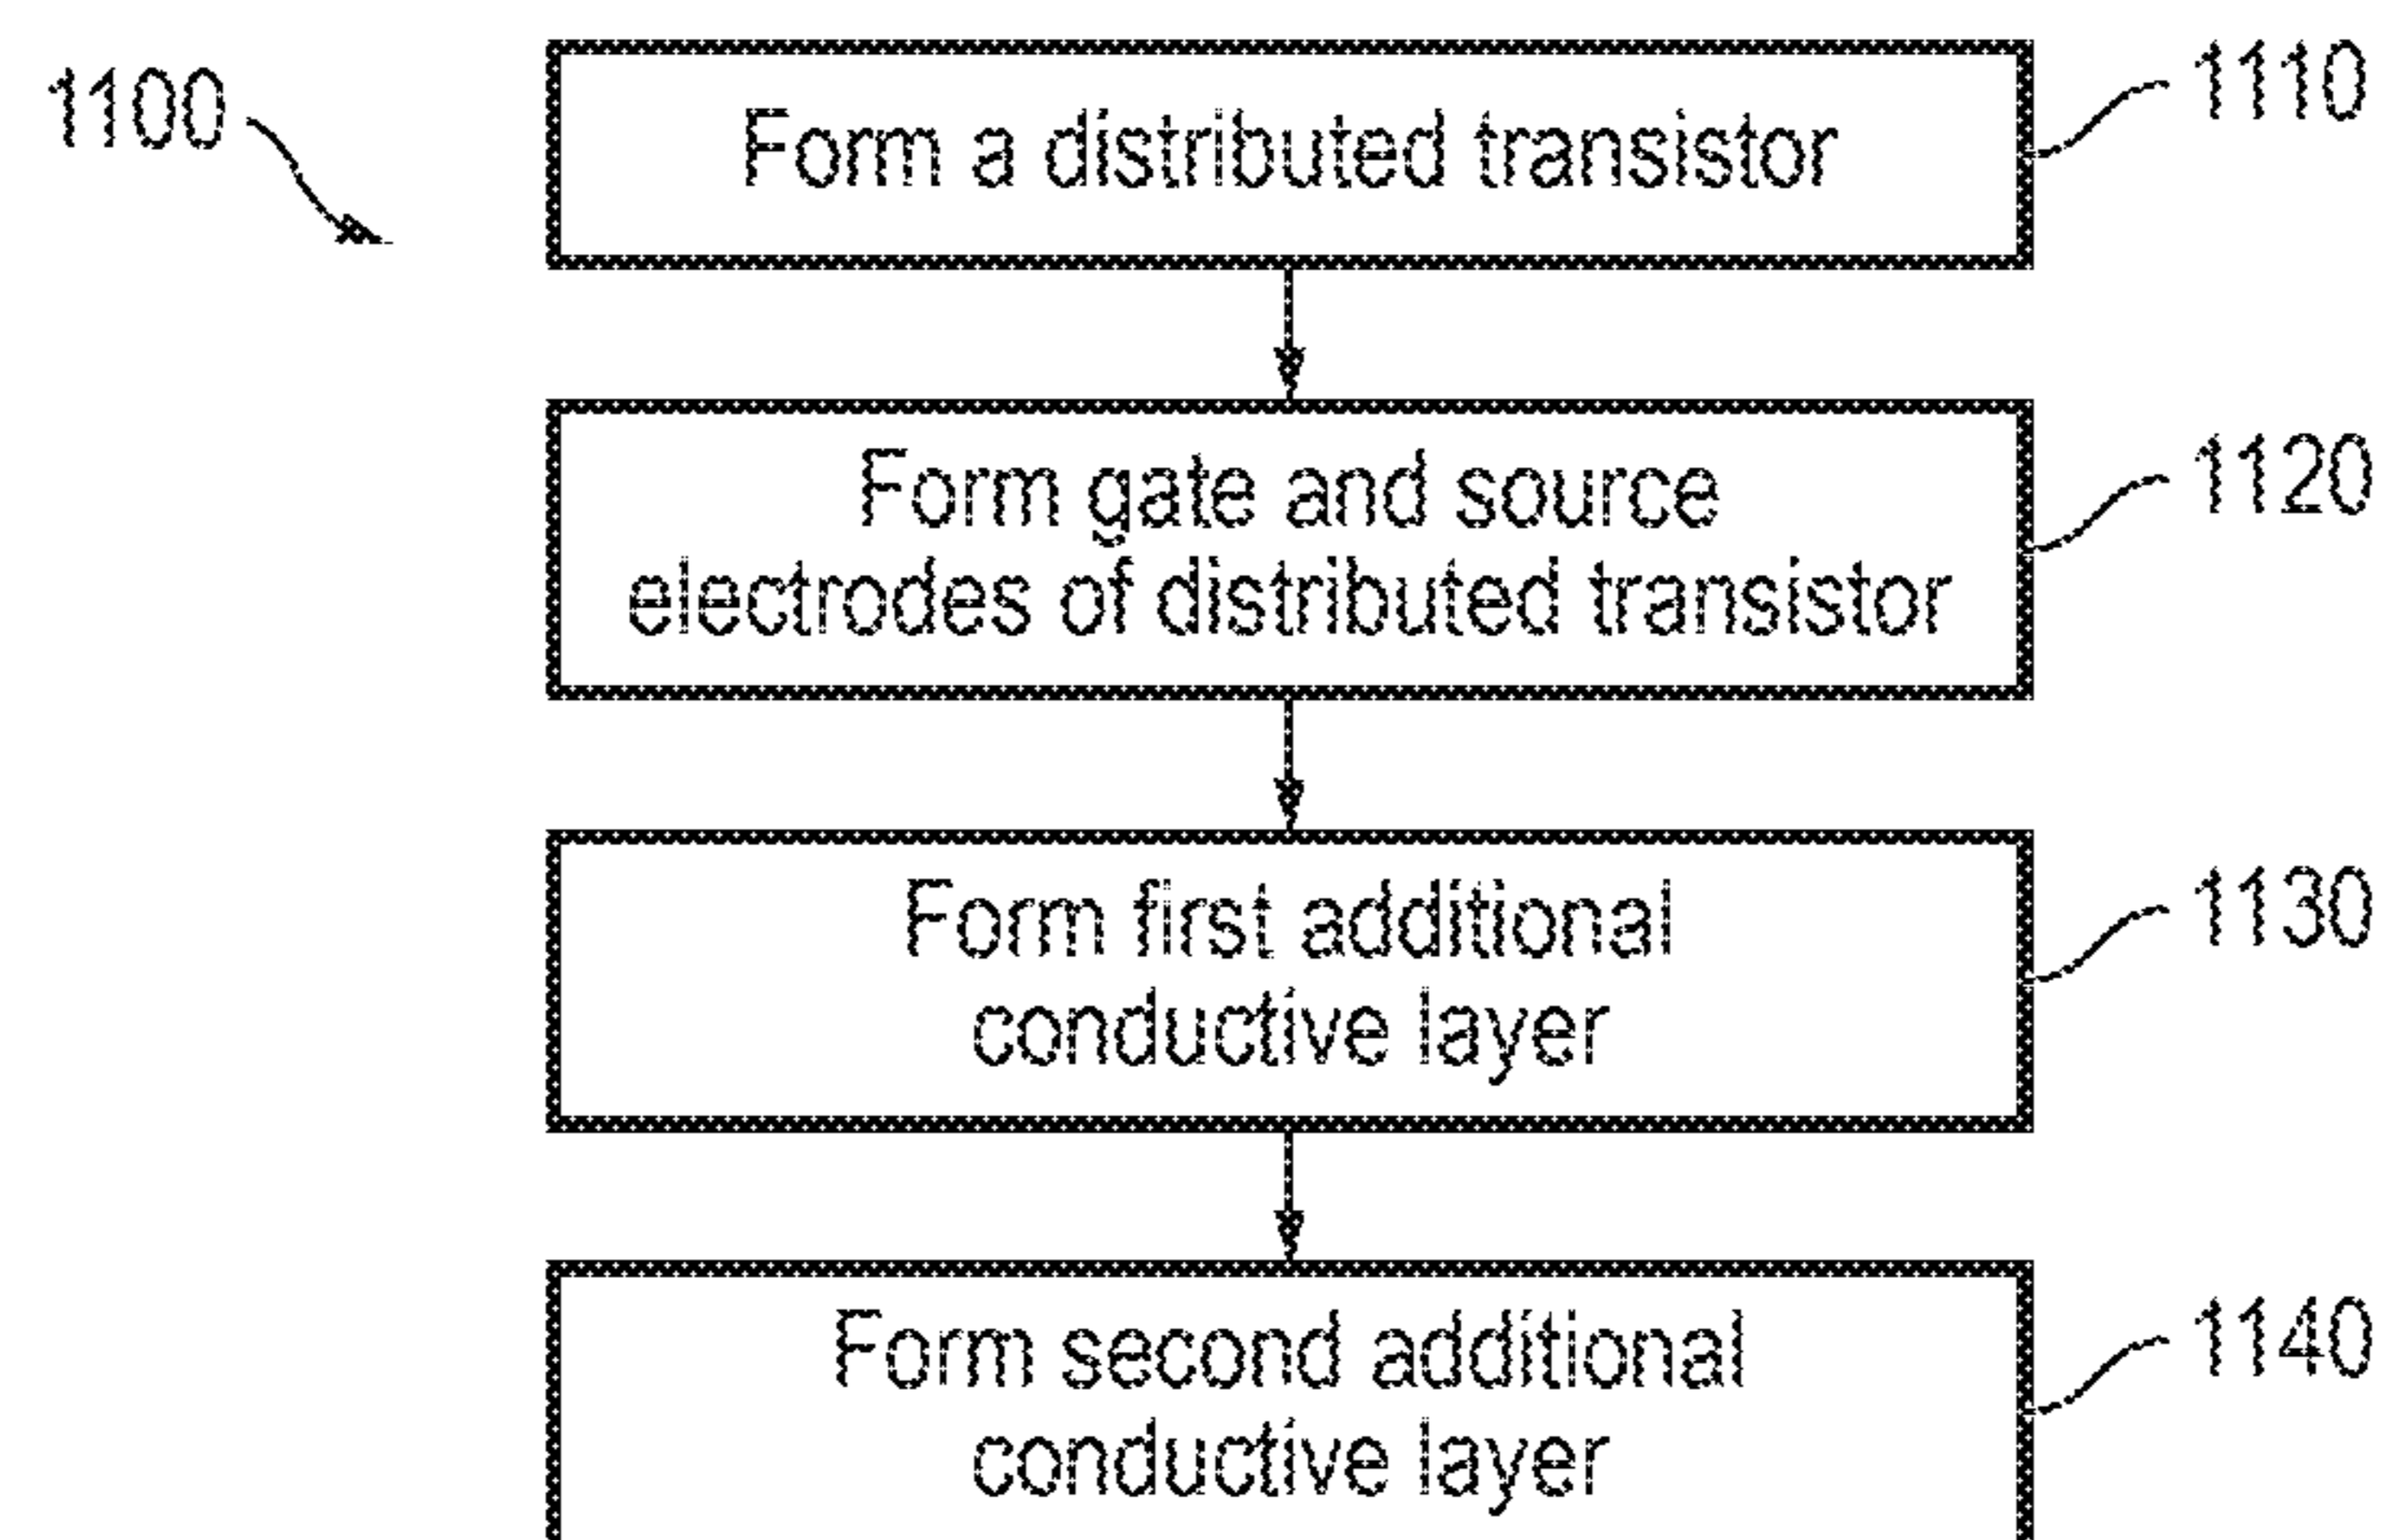 1100
Form a distributed transistor
1110
Form gate and source
electrodes of distributed transistor
1120
Form first additional
conductive layer
1130
Form second additional
conductive layer
1140